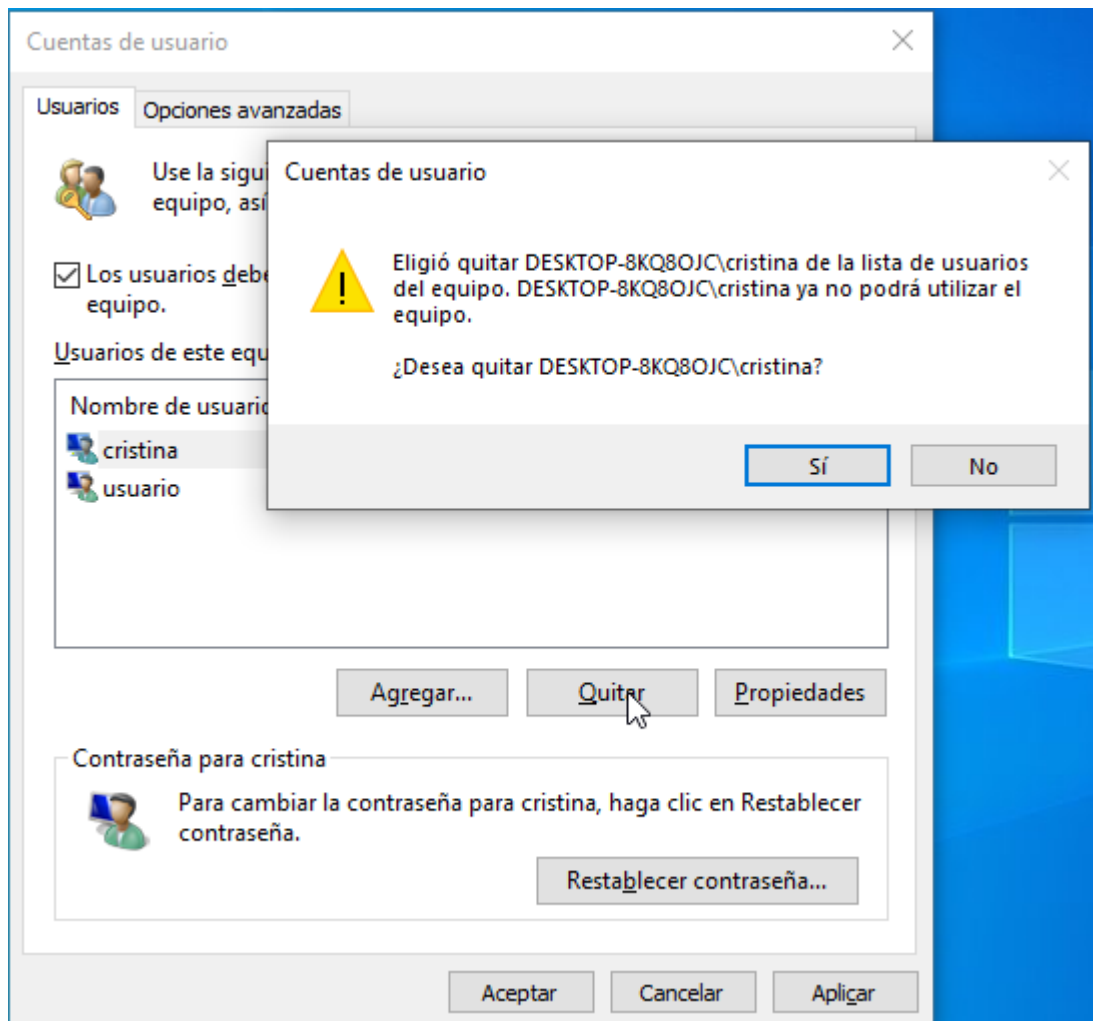 Cuentas de usuario
Usuarios
Opciones avanzadas
Use la sigui
equipo, así
Los usuarios debe
equipo.
Usuarios de este equ
Nombre de usuario
cristina
usuario
Cuentas de usuario
Eligió quitar DESKTOP-8KQ8OJC\cristina de la lista de usuarios
del equipo. DESKTOP-8KQ8OJC\cristina ya no podrá utilizar el
equipo.
¿Desea quitar DESKTOP-8KQ8OJC\cristina?
Sí
No
Agregar...
Quitar
Propiedades
Contraseña para cristina
Para cambiar la contraseña para cristina, haga clic en Restablecer
contraseña.
Restablecer contraseña...
Aceptar
Cancelar
Aplicar